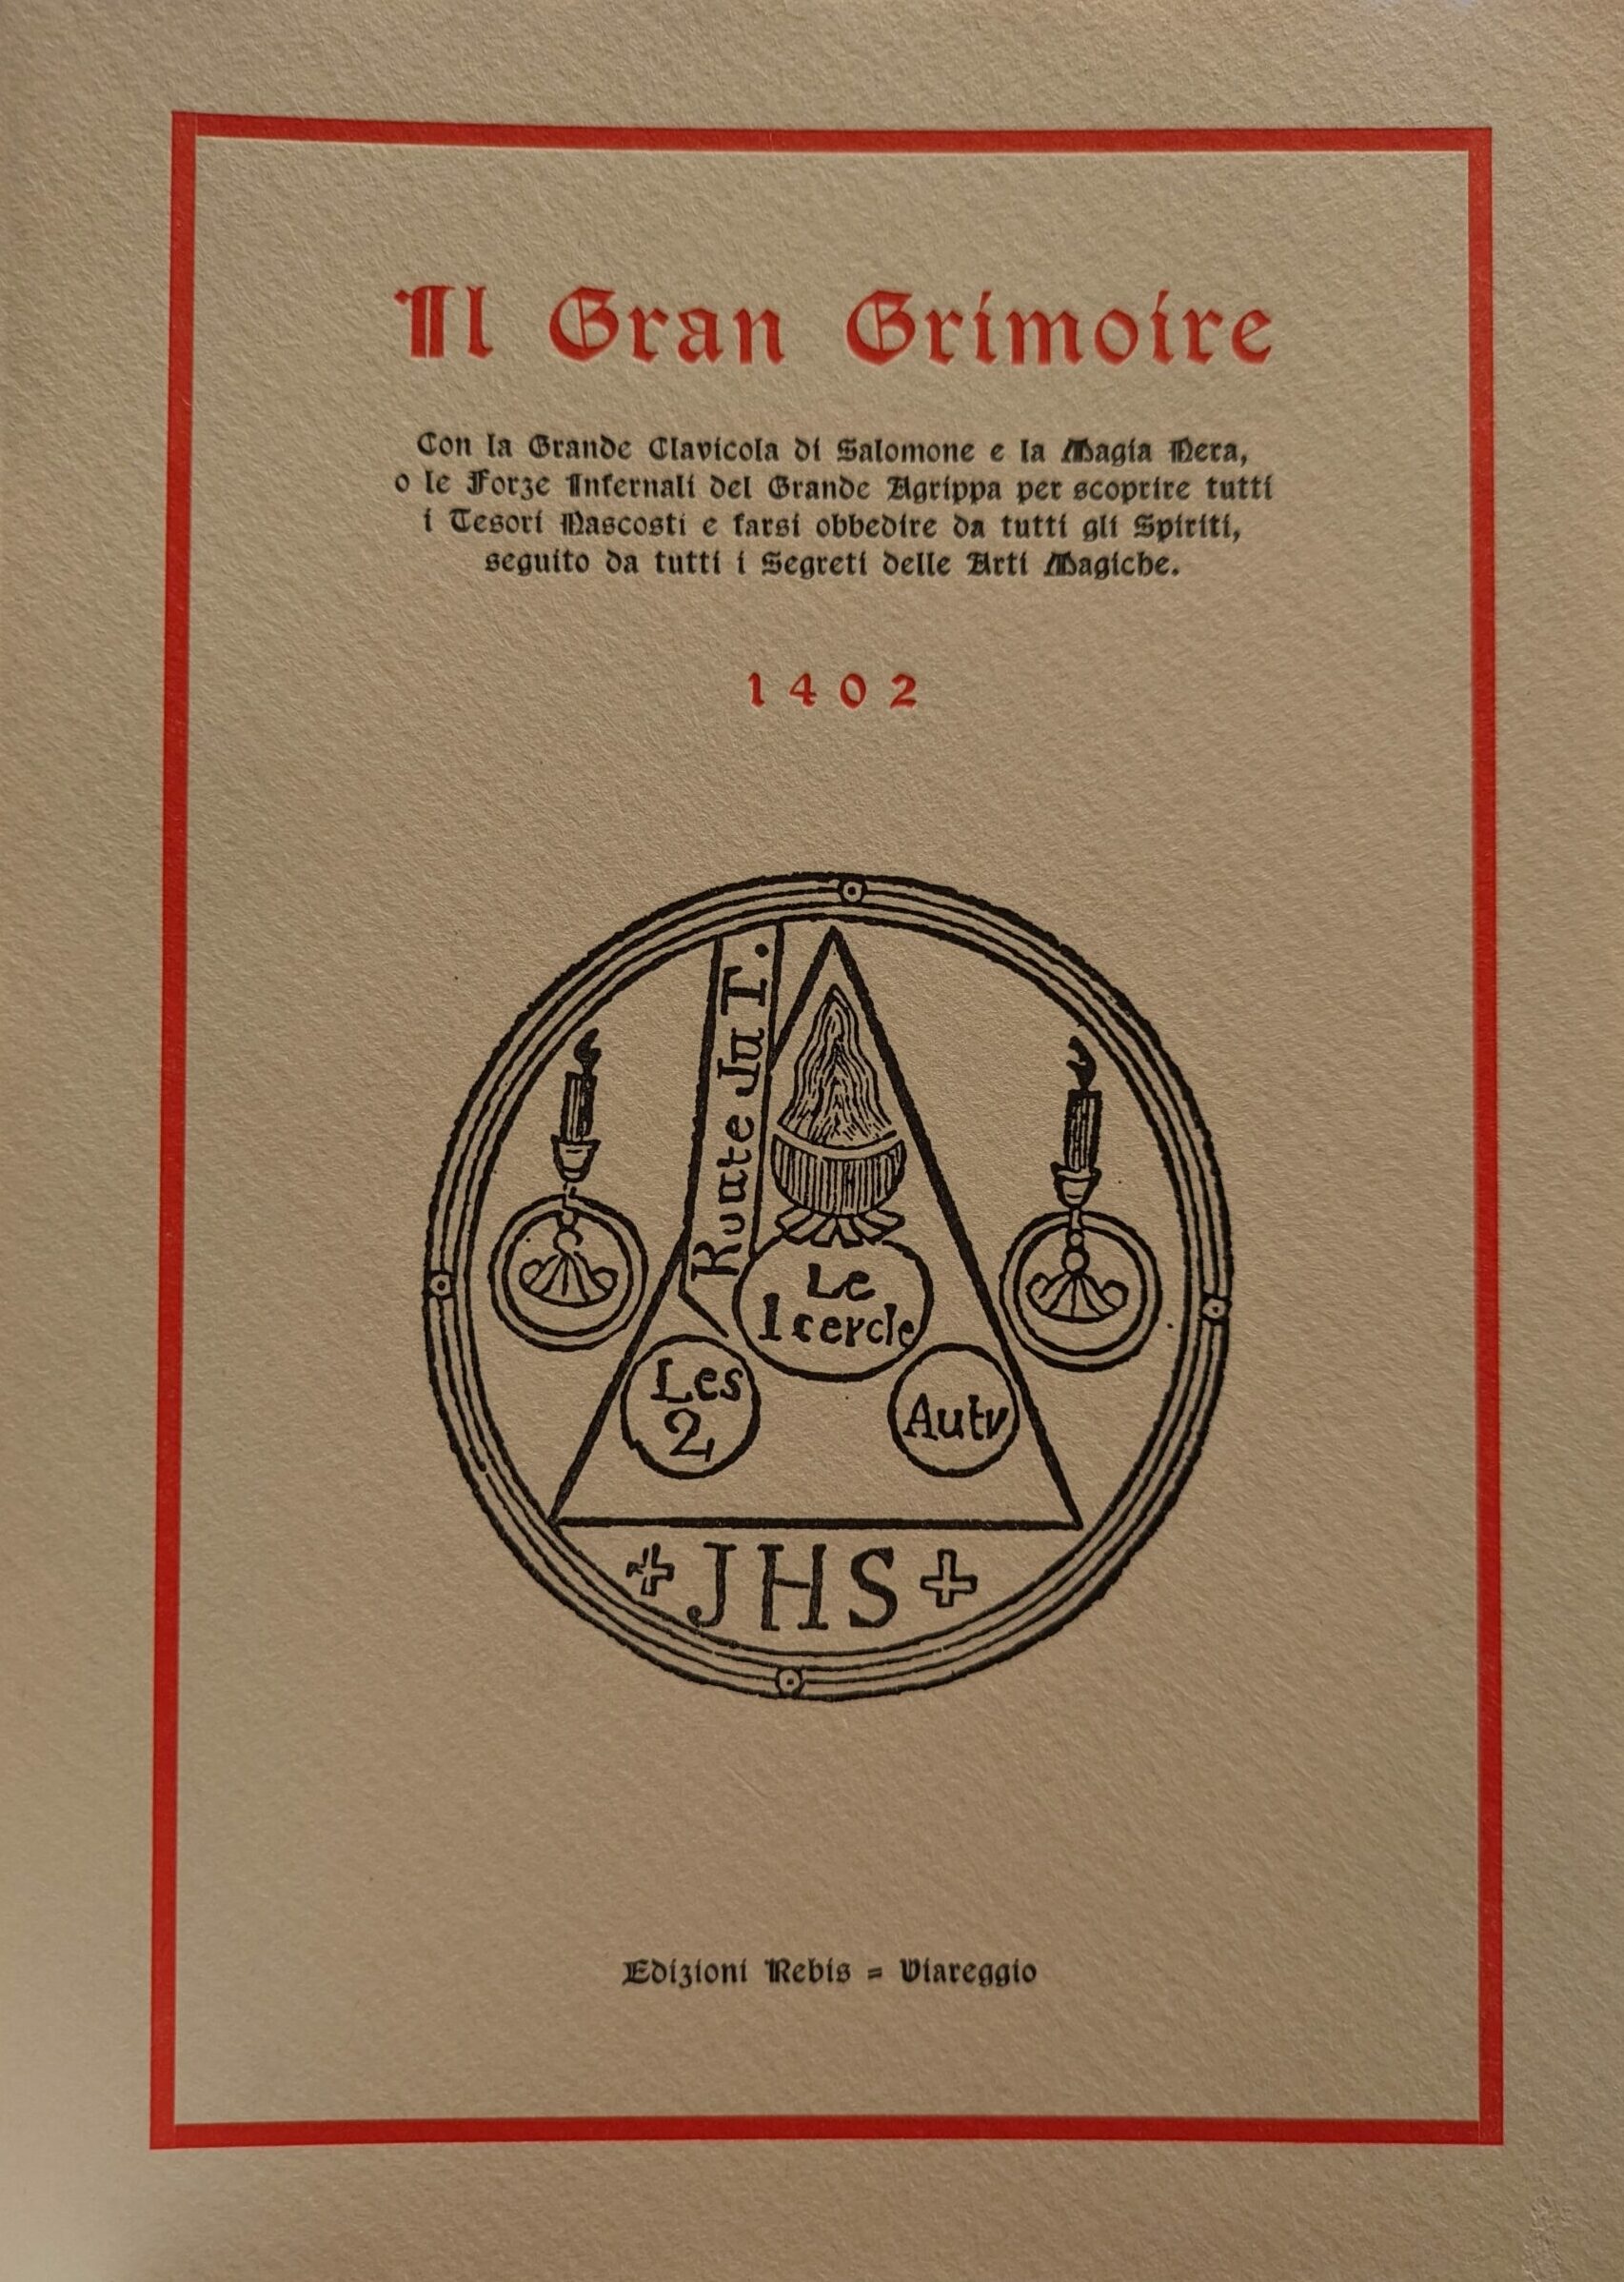 Il Gran Grimoire
Con la Grande Clavicola di Salomone e la Magia Nera,
o le Forze Infernali del Grande Agrippa per scoprire tutti
i Tesori Nascosti e farsi obbedire da tutti gli Spiriti,
seguito da tutti i Segreti delle Arti Magiche.
1402
Route Ju T.
Le
1 cercle
Les
2
Autv
+ JHS +
Edizioni Rebis = Viareggio